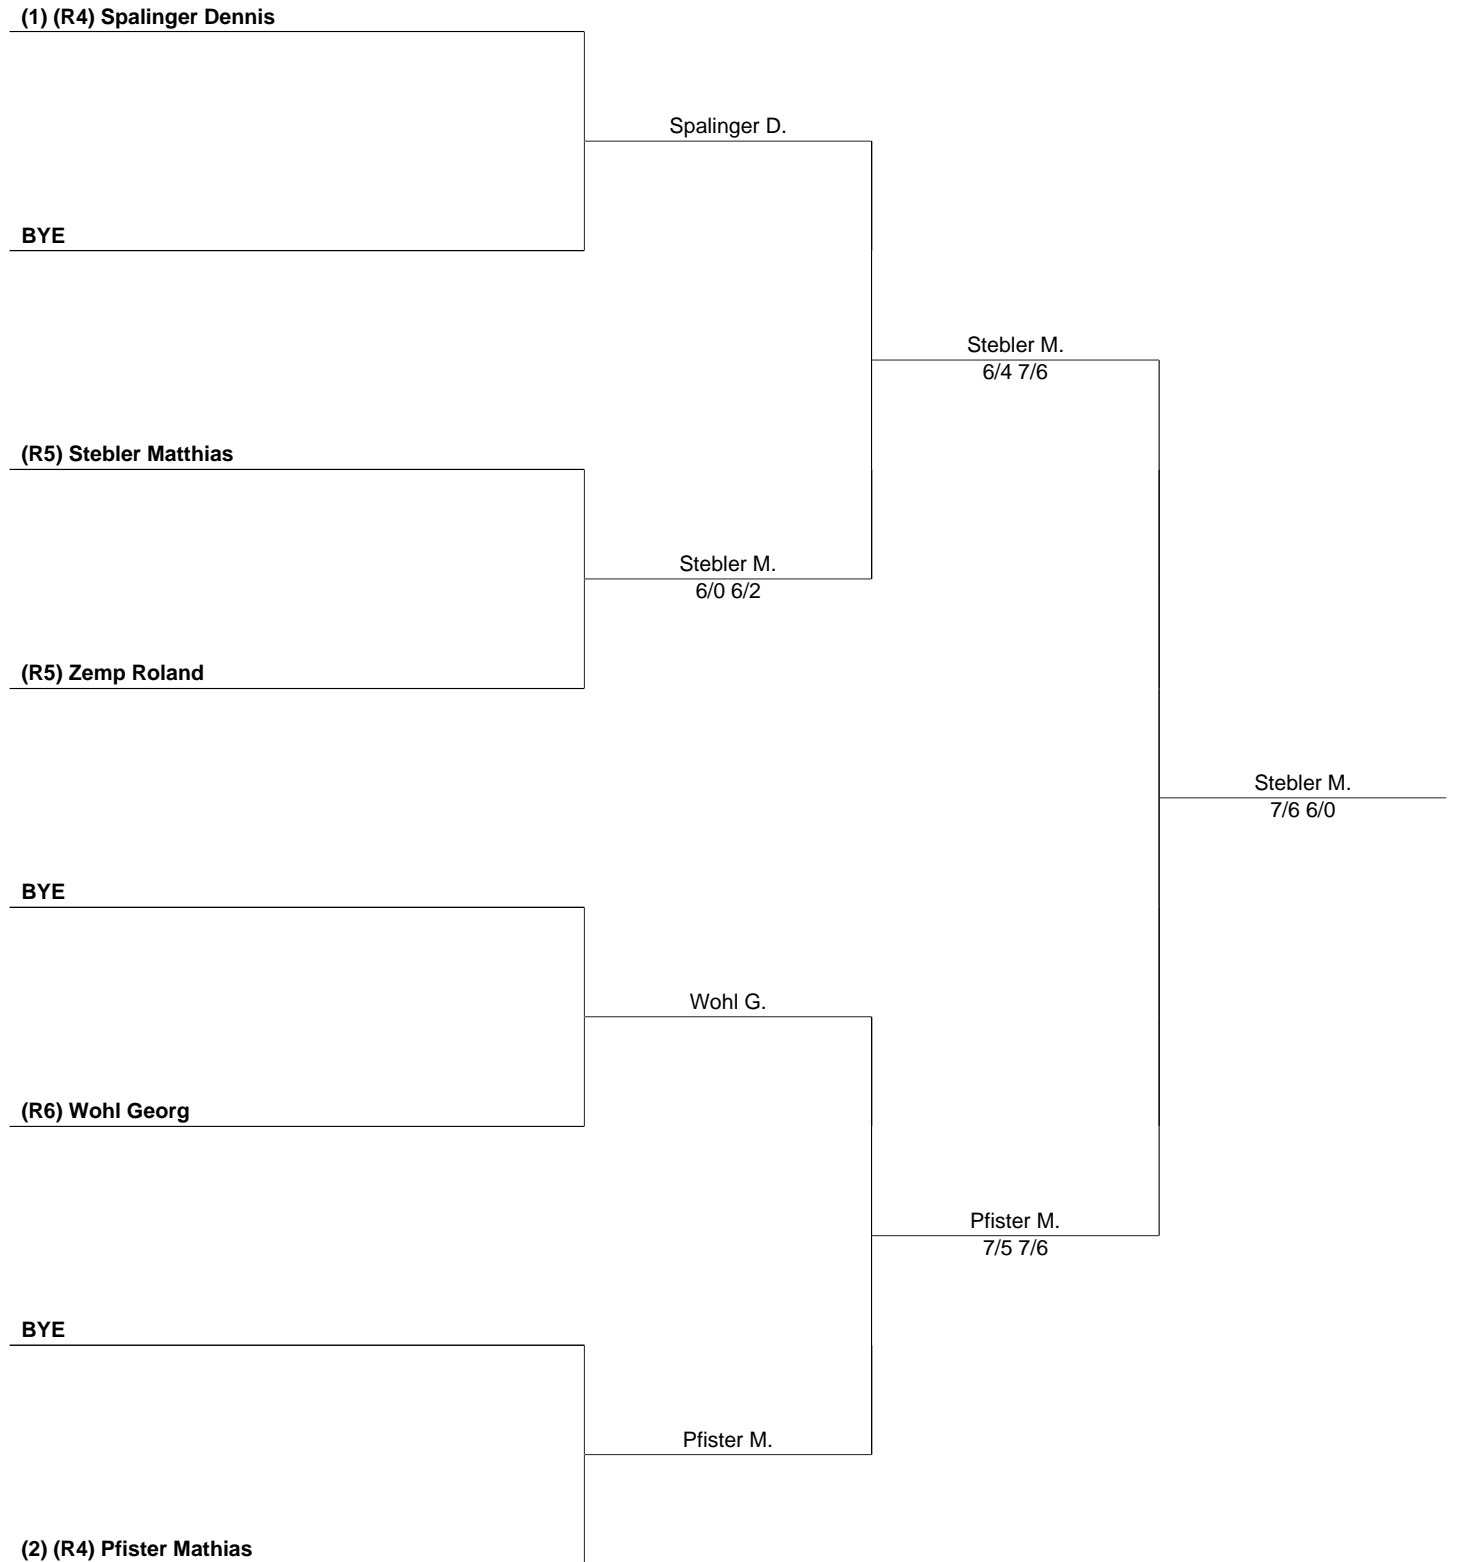 (1) (R4) Spalinger Dennis
Spalinger D.
BYE
Stebler M.
6/4 7/6
(R5) Stebler Matthias
Stebler M.
6/0 6/2
(R5) Zemp Roland
Stebler M.
7/6 6/0
BYE
Wohl G.
(R6) Wohl Georg
Pfister M.
7/5 7/6
BYE
Pfister M.
(2) (R4) Pfister Mathias